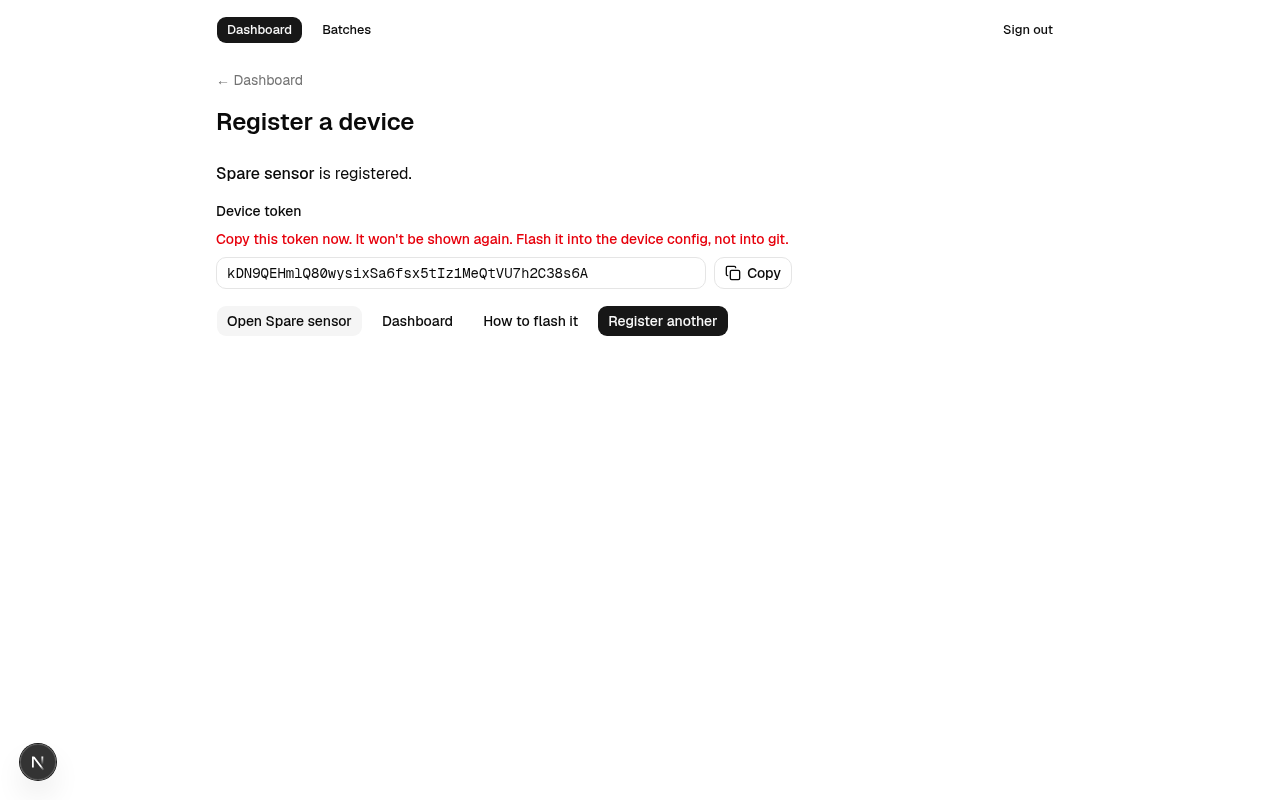 Dashboard Batches Sign out
← Dashboard
Register a device
Spare sensor is registered.
Device token
Copy this token now. It won't be shown again. Flash it into the device config, not into git.
kDN9QEHmlQ80wysixSa6fsx5tIz1MeQtVU7h2C38s6A Copy
Open Spare sensor Dashboard How to flash it Register another
N